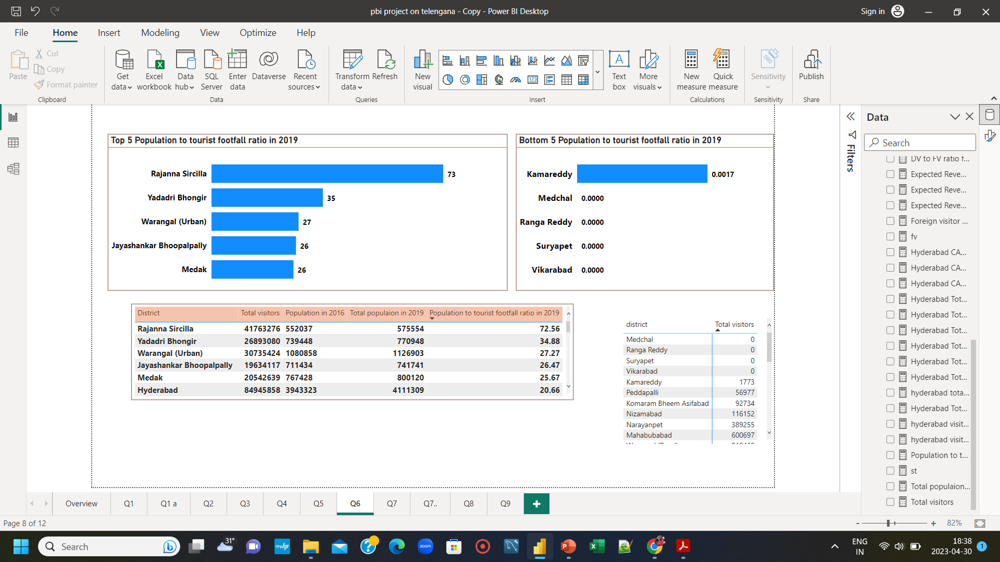 pbi project on telengana - Copy - Power BI Desktop
Sign in
File Home Insert Modeling View Optimize Help
Paste
Cut
Copy
Format painter
Clipboard
Get data
Excel workbook
Data hub
SQL Server
Enter data
Dataverse
Recent sources
Data
Transform data
Refresh
Queries
New visual
123
A
Text box
More visuals
Insert
New measure
Quick measure
Calculations
Sensitivity
Sensitivity
Publish
Share
Top 5 Population to tourist footfall ratio in 2019
Rajanna Sircilla 73
Yadadri Bhongir 35
Warangal (Urban) 27
Jayashankar Bhoopalpally 26
Medak 26
Bottom 5 Population to tourist footfall ratio in 2019
Kamareddy 0.0017
Medchal 0.0000
Ranga Reddy 0.0000
Suryapet 0.0000
Vikarabad 0.0000
District Total visitors Population in 2016 Total populaion in 2019 Population to tourist footfall ratio in 2019
Rajanna Sircilla 41763276 552037 575554 72.56
Yadadri Bhongir 26893080 739448 770948 34.88
Warangal (Urban) 30735424 1080858 1126903 27.27
Jayashankar Bhoopalpally 19634117 711434 741741 26.47
Medak 20542639 767428 800120 25.67
Hyderabad 84945858 3943323 4111309 20.66
district Total visitors
Medchal 0
Ranga Reddy 0
Suryapet 0
Vikarabad 0
Kamareddy 1773
Peddapalli 56977
Komaram Bheem Asifabad 92734
Nizamabad 116152
Narayanpet 389255
Mahabubabad 600697
Filters
Data
Search
DV to FV ratio f...
Expected Reve...
Expected Reve...
Expected Reve...
Foreign visitor ...
fv
Hyderabad CA...
Hyderabad CA...
Hyderabad CA...
Hyderabad Tot...
Hyderabad Tot...
Hyderabad Tot...
Hyderabad Tot...
Hyderabad Tot...
Hyderabad Tot...
hyderabad tota...
Hyderabad Tot...
hyderabad visit...
hyderabad visit...
Population to t...
st
Total populaion...
Total visitors
Overview Q1 Q1 a Q2 Q3 Q4 Q5 Q6 Q7 Q7.. Q8 Q9 +
Page 8 of 12
- + 82%
Search
31°
myhp
zoom
ENG
IN
18:38
2023-04-30
1